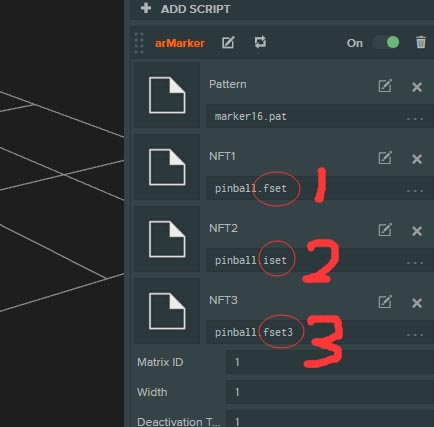 ADD SCRIPT
arMarker On
Pattern
marker16.pat ...
NFT1
pinball.fset ... 1
NFT2
pinball.iset ... 2
NFT3
pinball.fset3 ... 3
Matrix ID 1
Width 1
Deactivation T... 1